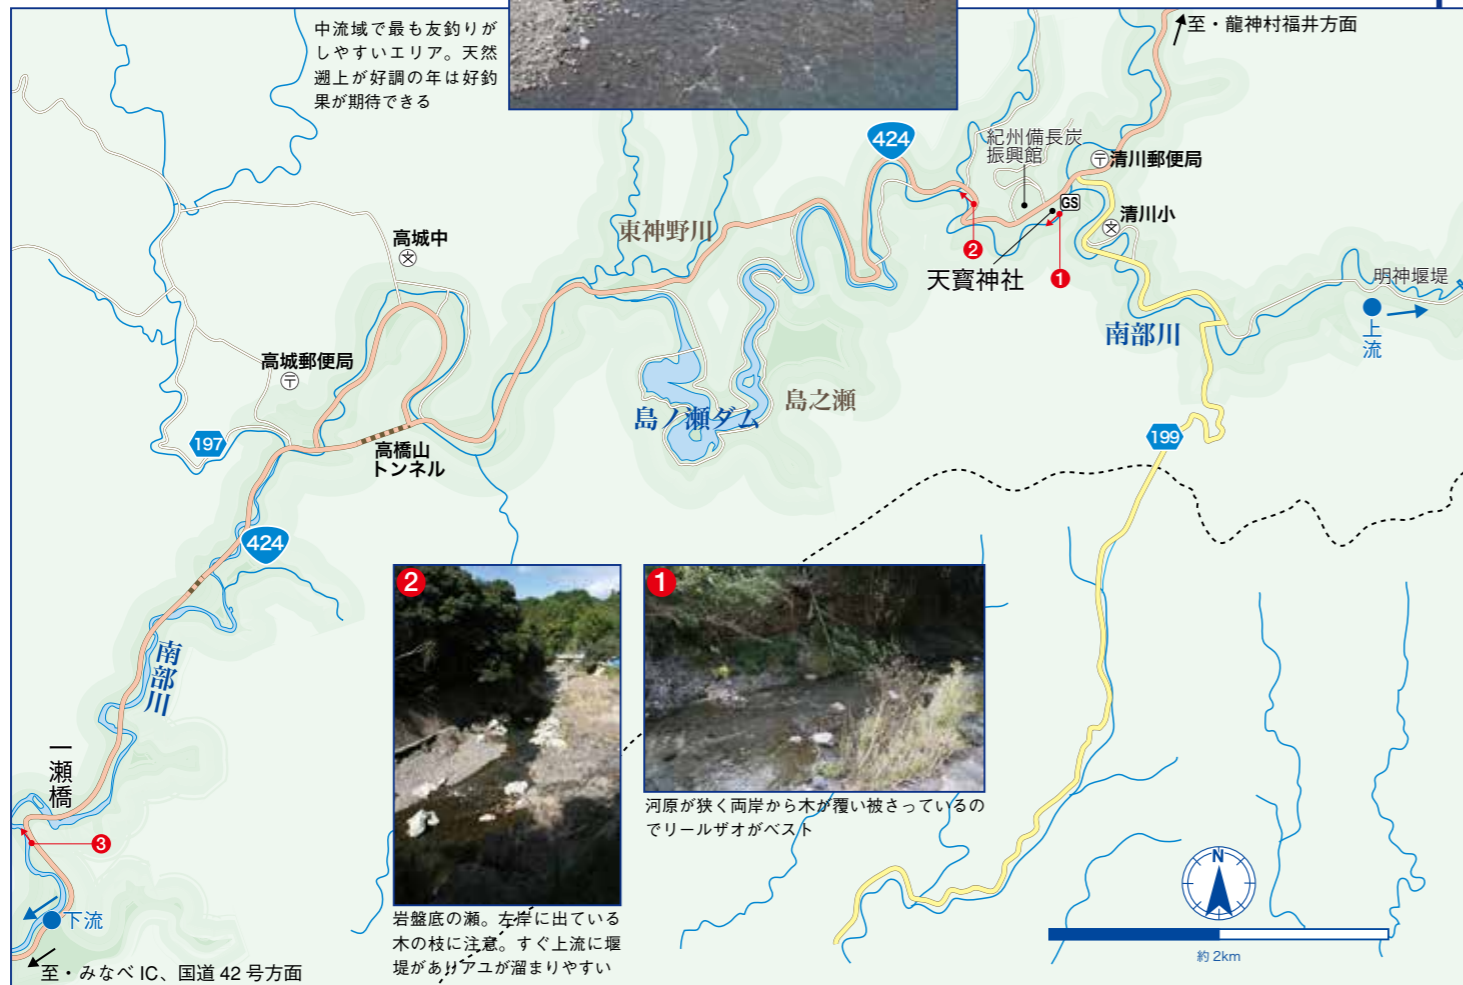 中流域で最も友釣りが
しやすいエリア。天然
遡上が好調の年は好釣
果が期待できる
至・龍神村福井方面
424
紀州備長炭
振興館
清川郵便局
GS
清川小
東神野川
高城中
2
天寳神社
1
明神堰堤
上流
南部川
高城郵便局
島ノ瀬ダム
島之瀬
197
高橋山
トンネル
199
424
南部川
一瀬橋
3
下流
至・みなべ IC、国道 42 号方面
2
岩盤底の瀬。左岸に出ている
木の枝に注意。すぐ上流に堰
堤がありアユが溜まりやすい
1
河原が狭く両岸から木が覆い被さっているの
でリールザオがベスト
N
約 2km